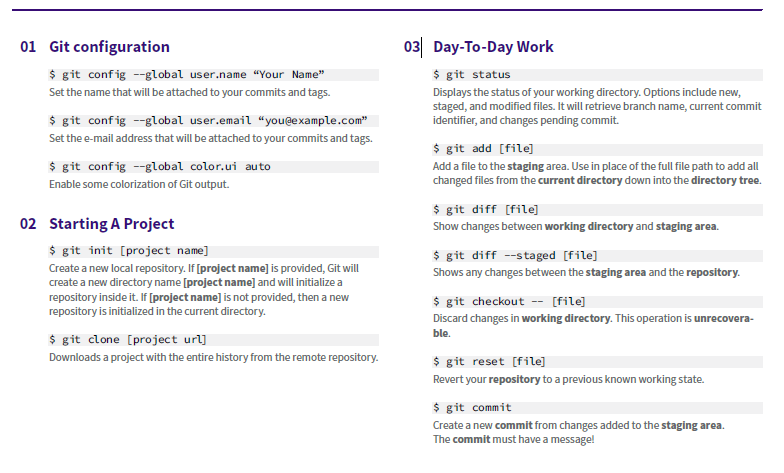 01 Git configuration
$ git config --global user.name “Your Name”
Set the name that will be attached to your commits and tags.
$ git config --global user.email “you@example.com”
Set the e-mail address that will be attached to your commits and tags.
$ git config --global color.ui auto
Enable some colorization of Git output.
02 Starting A Project
$ git init [project name]
Create a new local repository. If [project name] is provided, Git will
create a new directory name [project name] and will initialize a
repository inside it. If [project name] is not provided, then a new
repository is initialized in the current directory.
$ git clone [project url]
Downloads a project with the entire history from the remote repository.
03 Day-To-Day Work
$ git status
Displays the status of your working directory. Options include new,
staged, and modified files. It will retrieve branch name, current commit
identifier, and changes pending commit.
$ git add [file]
Add a file to the staging area. Use in place of the full file path to add all
changed files from the current directory down into the directory tree.
$ git diff [file]
Show changes between working directory and staging area.
$ git diff --staged [file]
Shows any changes between the staging area and the repository.
$ git checkout -- [file]
Discard changes in working directory. This operation is unrecovera-
ble.
$ git reset [file]
Revert your repository to a previous known working state.
$ git commit
Create a new commit from changes added to the staging area.
The commit must have a message!